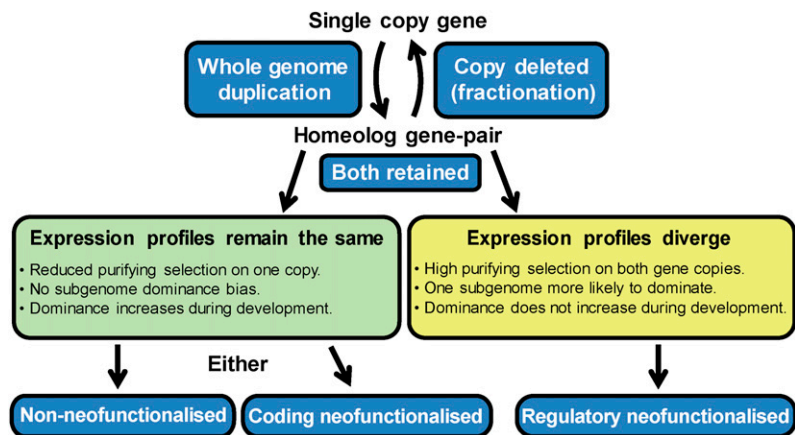 Single copy gene
Whole genome
duplication
Copy deleted
(fractionation)
Homeolog gene-pair
Both retained
Expression profiles remain the same
• Reduced purifying selection on one copy.
• No subgenome dominance bias.
• Dominance increases during development.
Expression profiles diverge
• High purifying selection on both gene copies.
• One subgenome more likely to dominate.
• Dominance does not increase during development.
Either
Non-neofunctionalised
Coding neofunctionalised
Regulatory neofunctionalised